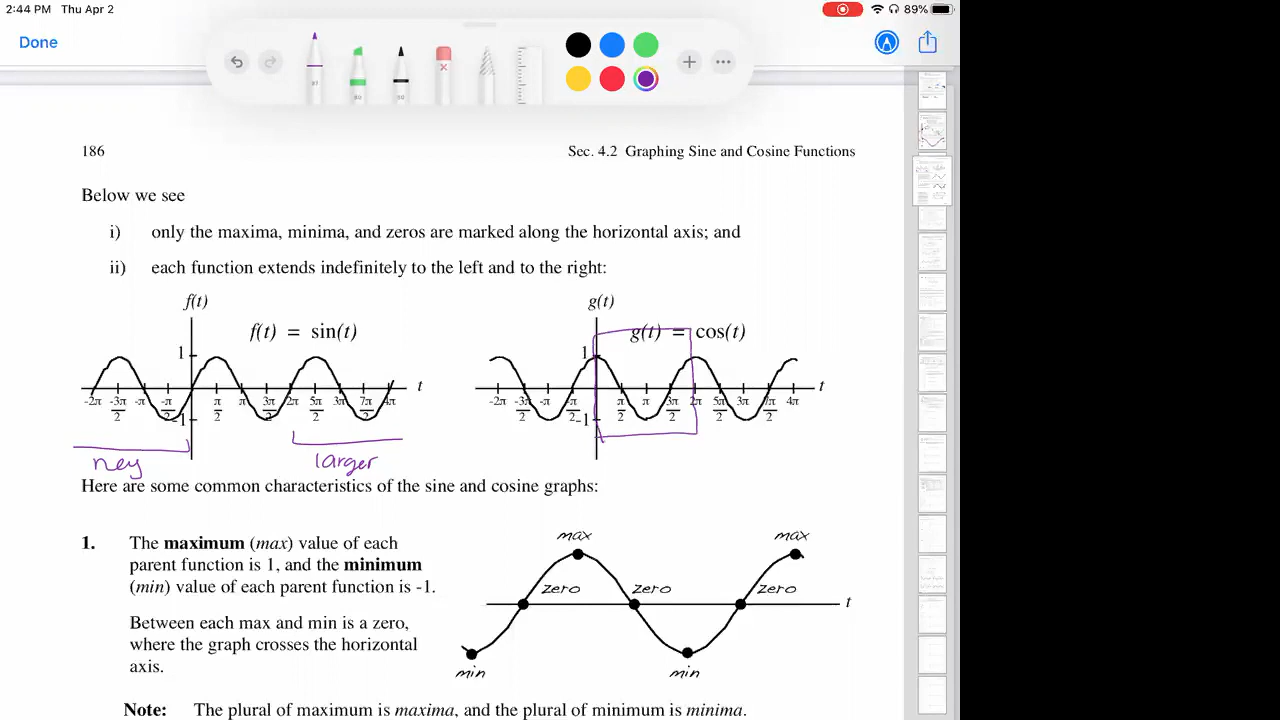 2:44 PM Thu Apr 2
89%
Done
186
Sec. 4.2 Graphing Sine and Cosine Functions
Below we see
i) only the maxima, minima, and zeros are marked along the horizontal axis; and
ii) each function extends indefinitely to the left and to the right:
f(t)
g(t)
f(t) = sin(t)
g(t) = cos(t)
1
1
t
t
-2π -3π/2 -π -π/2 π/2 π 3π/2 2π 5π/2 3π 7π/2 4π
-2π -3π/2 -π -π/2 π/2 π 3π/2 2π 5π/2 3π 7π/2 4π
-1
-1
neg
larger
Here are some common characteristics of the sine and cosine graphs:
1. The maximum (max) value of each
parent function is 1, and the minimum
(min) value of each parent function is -1.
Between each max and min is a zero,
where the graph crosses the horizontal
axis.
max
max
zero
zero
zero
t
min
min
Note: The plural of maximum is maxima, and the plural of minimum is minima.